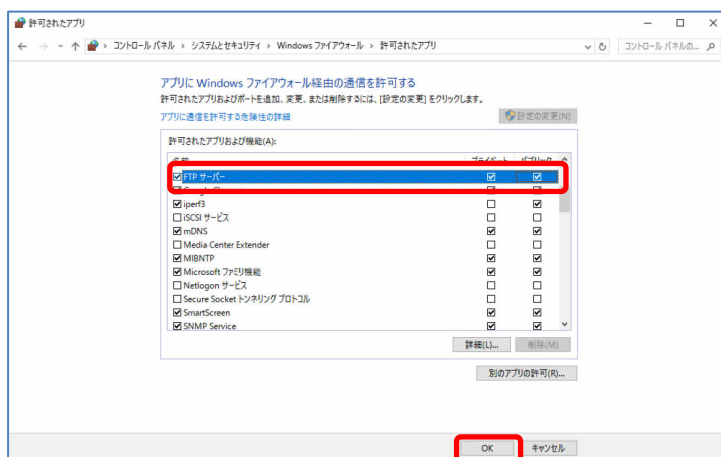 許可されたアプリ
コントロール パネル › システムとセキュリティ › Windows ファイアウォール › 許可されたアプリ
コントロール パネルの...
アプリに Windows ファイアウォール経由の通信を許可する
許可されたアプリおよびポートを追加、変更、または削除するには、[設定の変更] をクリックします。
アプリに通信を許可する危険性の詳細
設定の変更(N)
許可されたアプリおよび機能(A):
名前 プライベート パブリック
FTP サーバー
iperf3
iSCSI サービス
mDNS
Media Center Extender
MIBNTP
Microsoft ファミリ機能
Netlogon サービス
Secure Socket トンネリング プロトコル
SmartScreen
SNMP Service
詳細(L)...
削除(M)
別のアプリの許可(R)...
OK
キャンセル